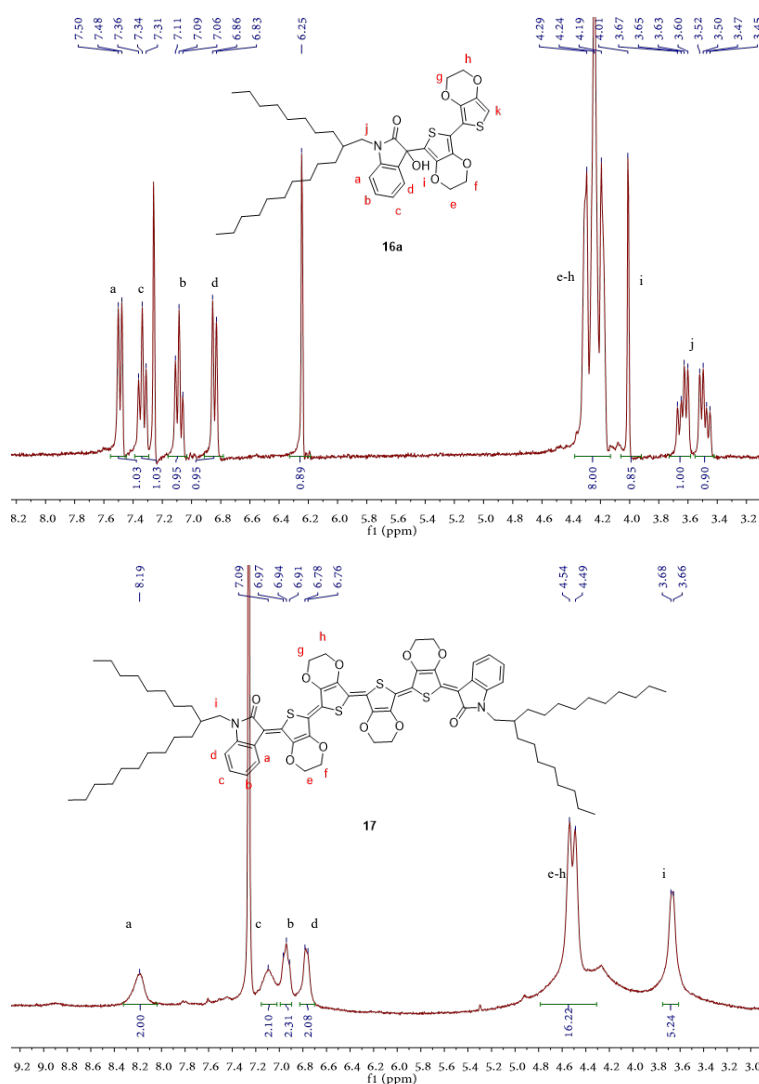 7.50 7.48 7.36 7.34 7.31 7.11 7.09 7.06 6.86 6.83 6.25 4.29 4.24 4.19 4.01 3.67 3.65 3.63 3.60 3.52 3.50 3.47 3.45
h
g
O
O
k
j
O
S
S
N
OH
O
O
i
f
a
d
e
b
c
16a
e-h
i
a c b d
j
1.03 1.03 0.95 0.95 0.89 8.00 0.85 1.00 0.90
8.2 8.0 7.8 7.6 7.4 7.2 7.0 6.8 6.6 6.4 6.2 6.0 5.8 5.6 5.4 5.2 5.0 4.8 4.6 4.4 4.2 4.0 3.8 3.6 3.4 3.2
f1 (ppm)
8.19 7.09 6.97 6.94 6.91 6.78 6.76 4.54 4.49 3.68 3.66
h
g
O O O O
i
O
S S
N
S S
O
N
d
O O a O O
c
b
e f
17
e-h
i
a c b d
2.00 2.10 2.31 2.08 16.22 5.24
9.2 9.0 8.8 8.6 8.4 8.2 8.0 7.8 7.6 7.4 7.2 7.0 6.8 6.6 6.4 6.2 6.0 5.8 5.6 5.4 5.2 5.0 4.8 4.6 4.4 4.2 4.0 3.8 3.6 3.4 3.2 3.0
f1 (ppm)